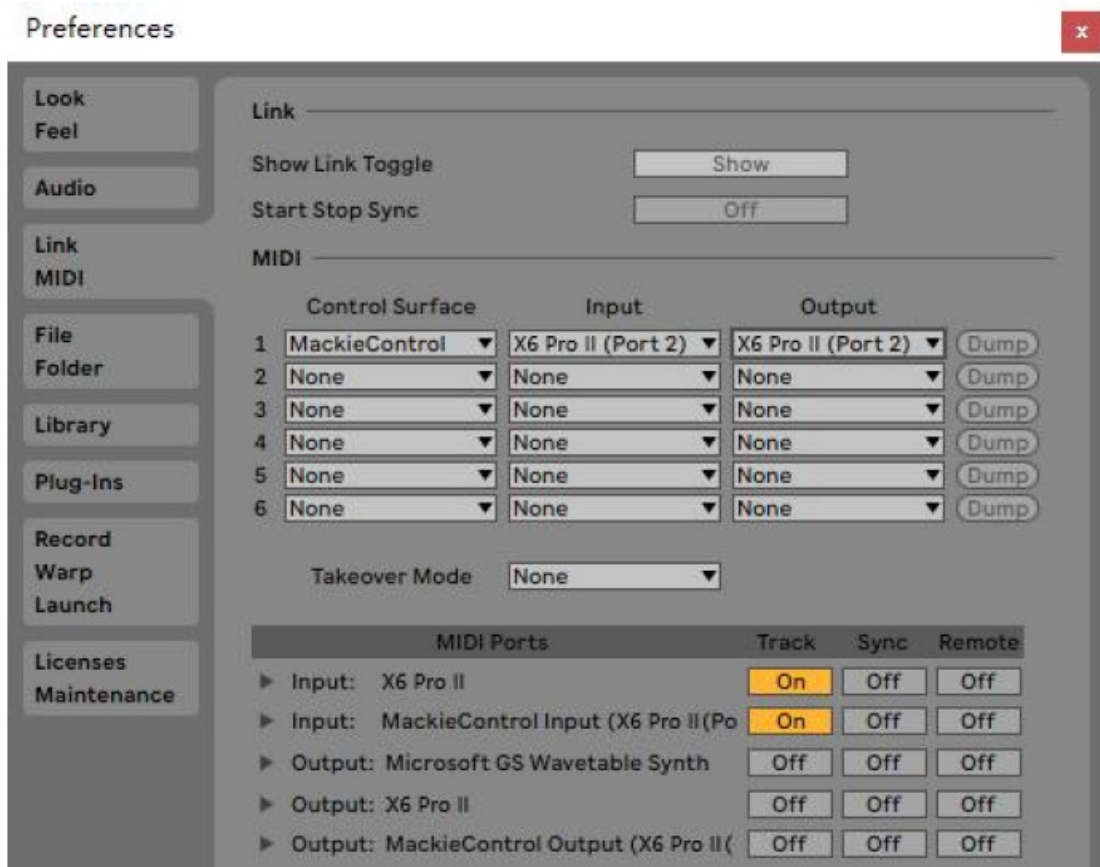 Preferences
x
Look
Feel
Audio
Link
MIDI
File
Folder
Library
Plug-Ins
Record
Warp
Launch
Licenses
Maintenance
Link
Show Link Toggle Show
Start Stop Sync Off
MIDI
Control Surface Input Output
1 MackieControl X6 Pro II (Port 2) X6 Pro II (Port 2) Dump
2 None None None Dump
3 None None None Dump
4 None None None Dump
5 None None None Dump
6 None None None Dump
Takeover Mode None
MIDI Ports Track Sync Remote
Input: X6 Pro II On Off Off
Input: MackieControl Input (X6 Pro II(Po On Off Off
Output: Microsoft GS Wavetable Synth Off Off Off
Output: X6 Pro II Off Off Off
Output: MackieControl Output (X6 Pro II( Off Off Off